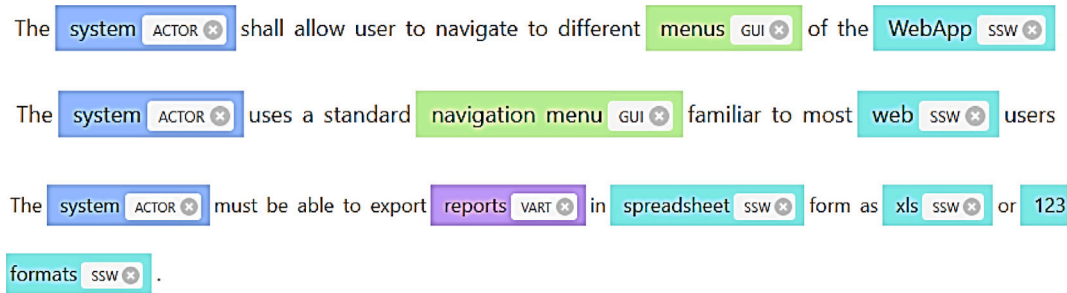 The system ACTOR shall allow user to navigate to different menus GUI of the WebApp SSW
The system ACTOR uses a standard navigation menu GUI familiar to most web SSW users
The system ACTOR must be able to export reports VART in spreadsheet SSW form as xls SSW or 123
formats SSW .